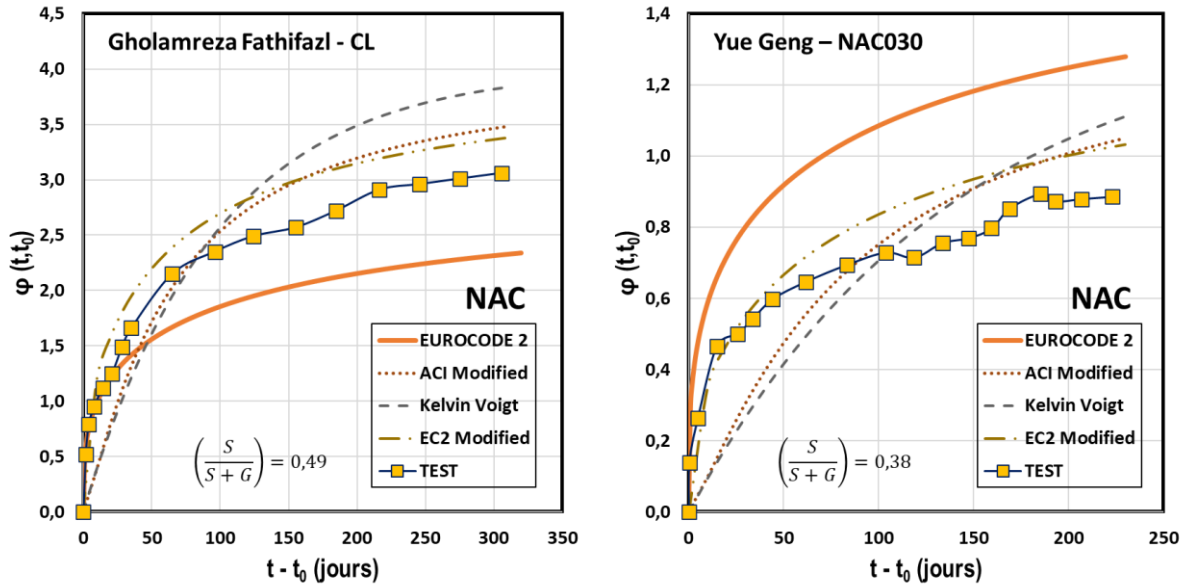 Gholamreza Fathifazl - CL
4,0
3,5
3,0
2,5
2,0
1,5
1,0
0,5
0,0
φ (t,t₀)
NAC
EUROCODE 2
ACI Modified
Kelvin Voigt
EC2 Modified
TEST
(S/(S + G)) = 0,49
0 50 100 150 200 250 300 350
t - t₀ (jours)
Yue Geng – NAC030
1,4
1,2
1,0
0,8
0,6
0,4
0,2
0,0
φ (t,t₀)
NAC
EUROCODE 2
ACI Modified
Kelvin Voigt
EC2 Modified
TEST
(S/(S + G)) = 0,38
0 50 100 150 200 250
t - t₀ (jours)